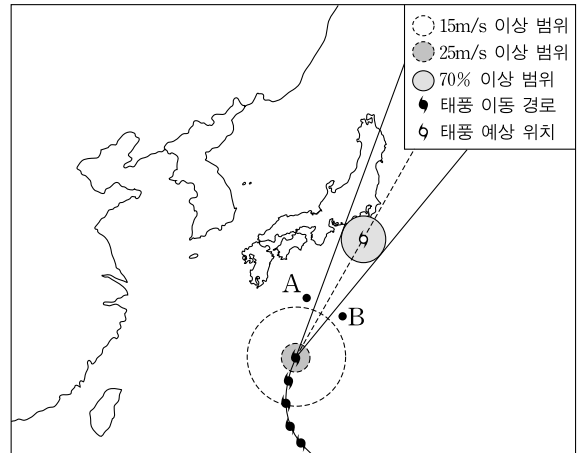 15m/s 이상 범위
25m/s 이상 범위
70% 이상 범위
태풍 이동 경로
태풍 예상 위치
A
B